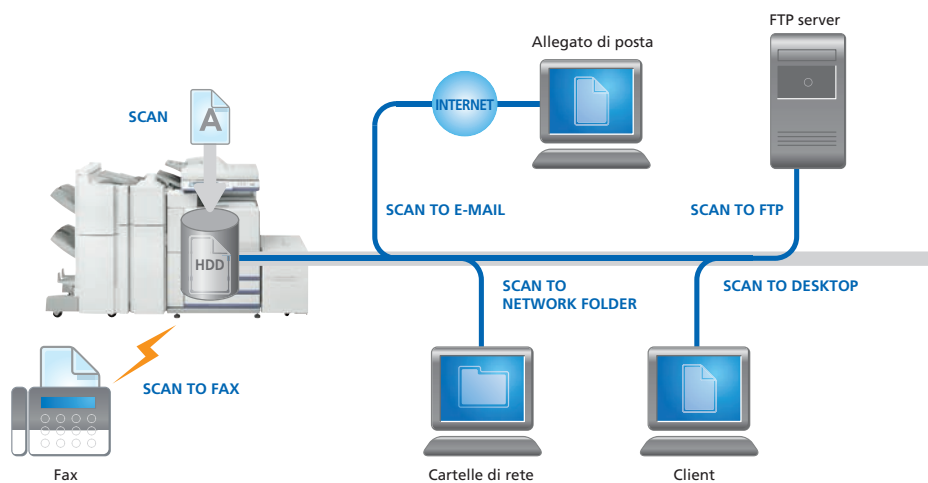 FTP server
Allegato di posta
SCAN
A
INTERNET
SCAN TO E-MAIL
SCAN TO FTP
HDD
SCAN TO
NETWORK FOLDER
SCAN TO DESKTOP
SCAN TO FAX
Fax
Cartelle di rete
Client